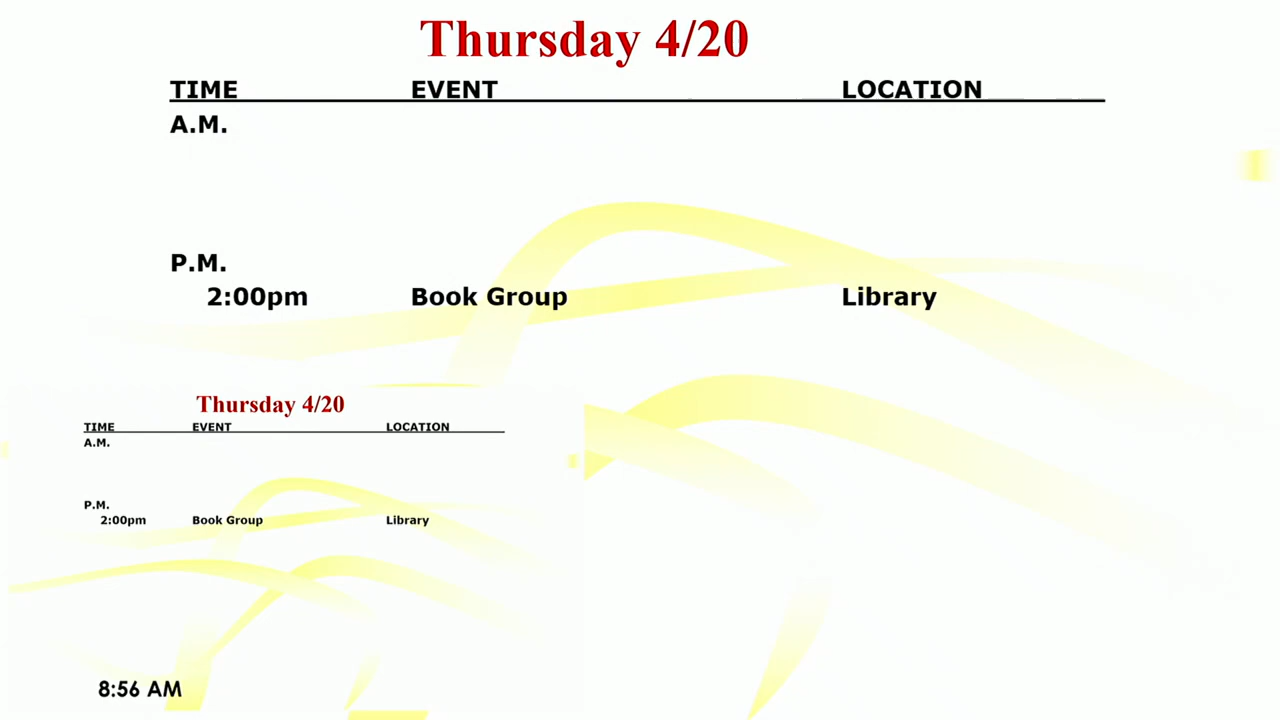 Thursday 4/20
TIME EVENT LOCATION
A.M.
P.M.
2:00pm Book Group Library
Thursday 4/20
TIME EVENT LOCATION
A.M.
P.M.
2:00pm Book Group Library
8:56 AM